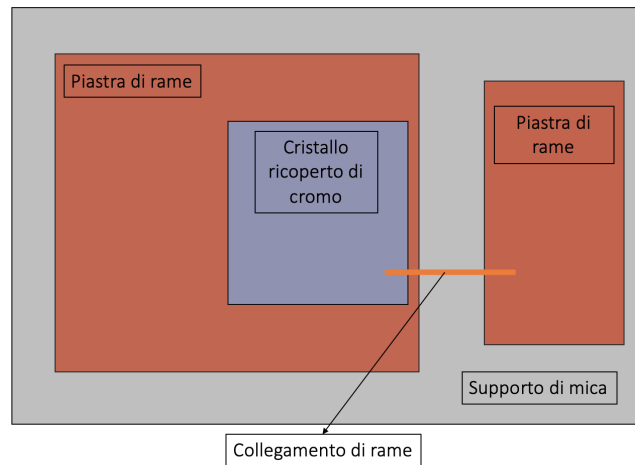 Piastra di rame
Cristallo
ricoperto di
cromo
Piastra di
rame
Supporto di mica
Collegamento di rame